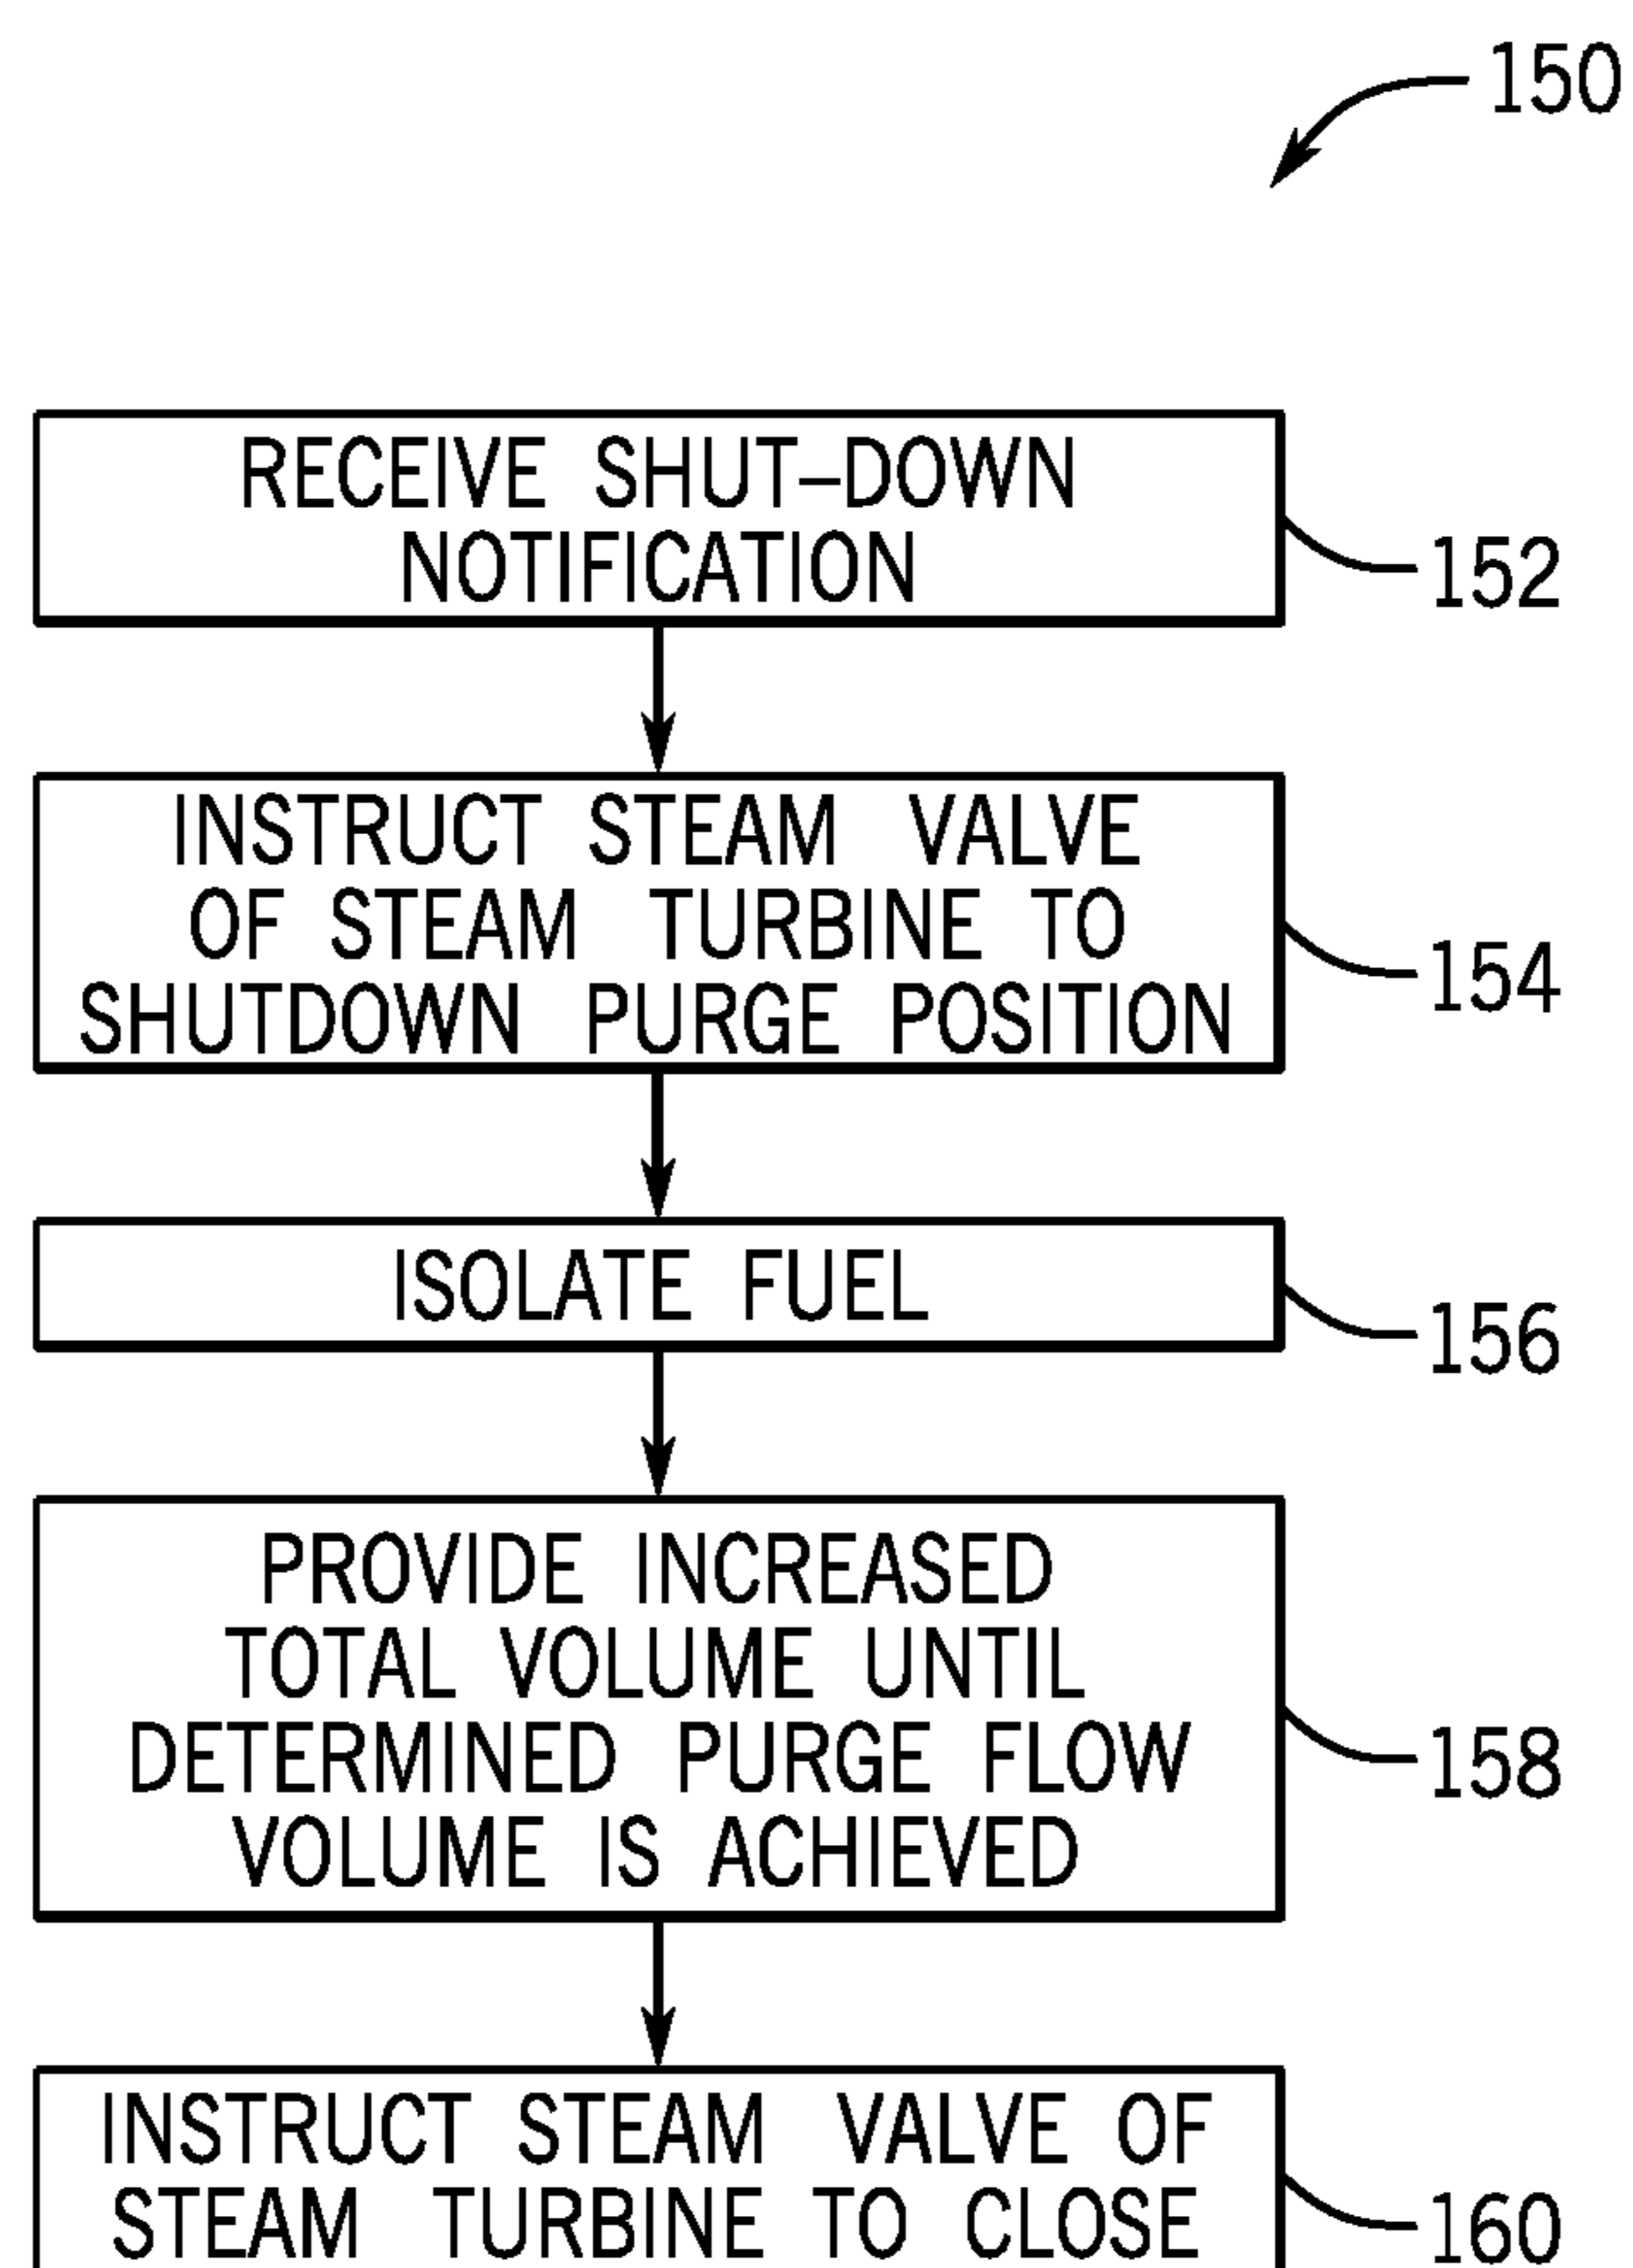 150
RECEIVE SHUT-DOWN
NOTIFICATION
152
INSTRUCT STEAM VALVE
OF STEAM TURBINE TO
SHUTDOWN PURGE POSITION
154
ISOLATE FUEL
156
PROVIDE INCREASED
TOTAL VOLUME UNTIL
DETERMINED PURGE FLOW
VOLUME IS ACHIEVED
158
INSTRUCT STEAM VALVE OF
STEAM TURBINE TO CLOSE
160